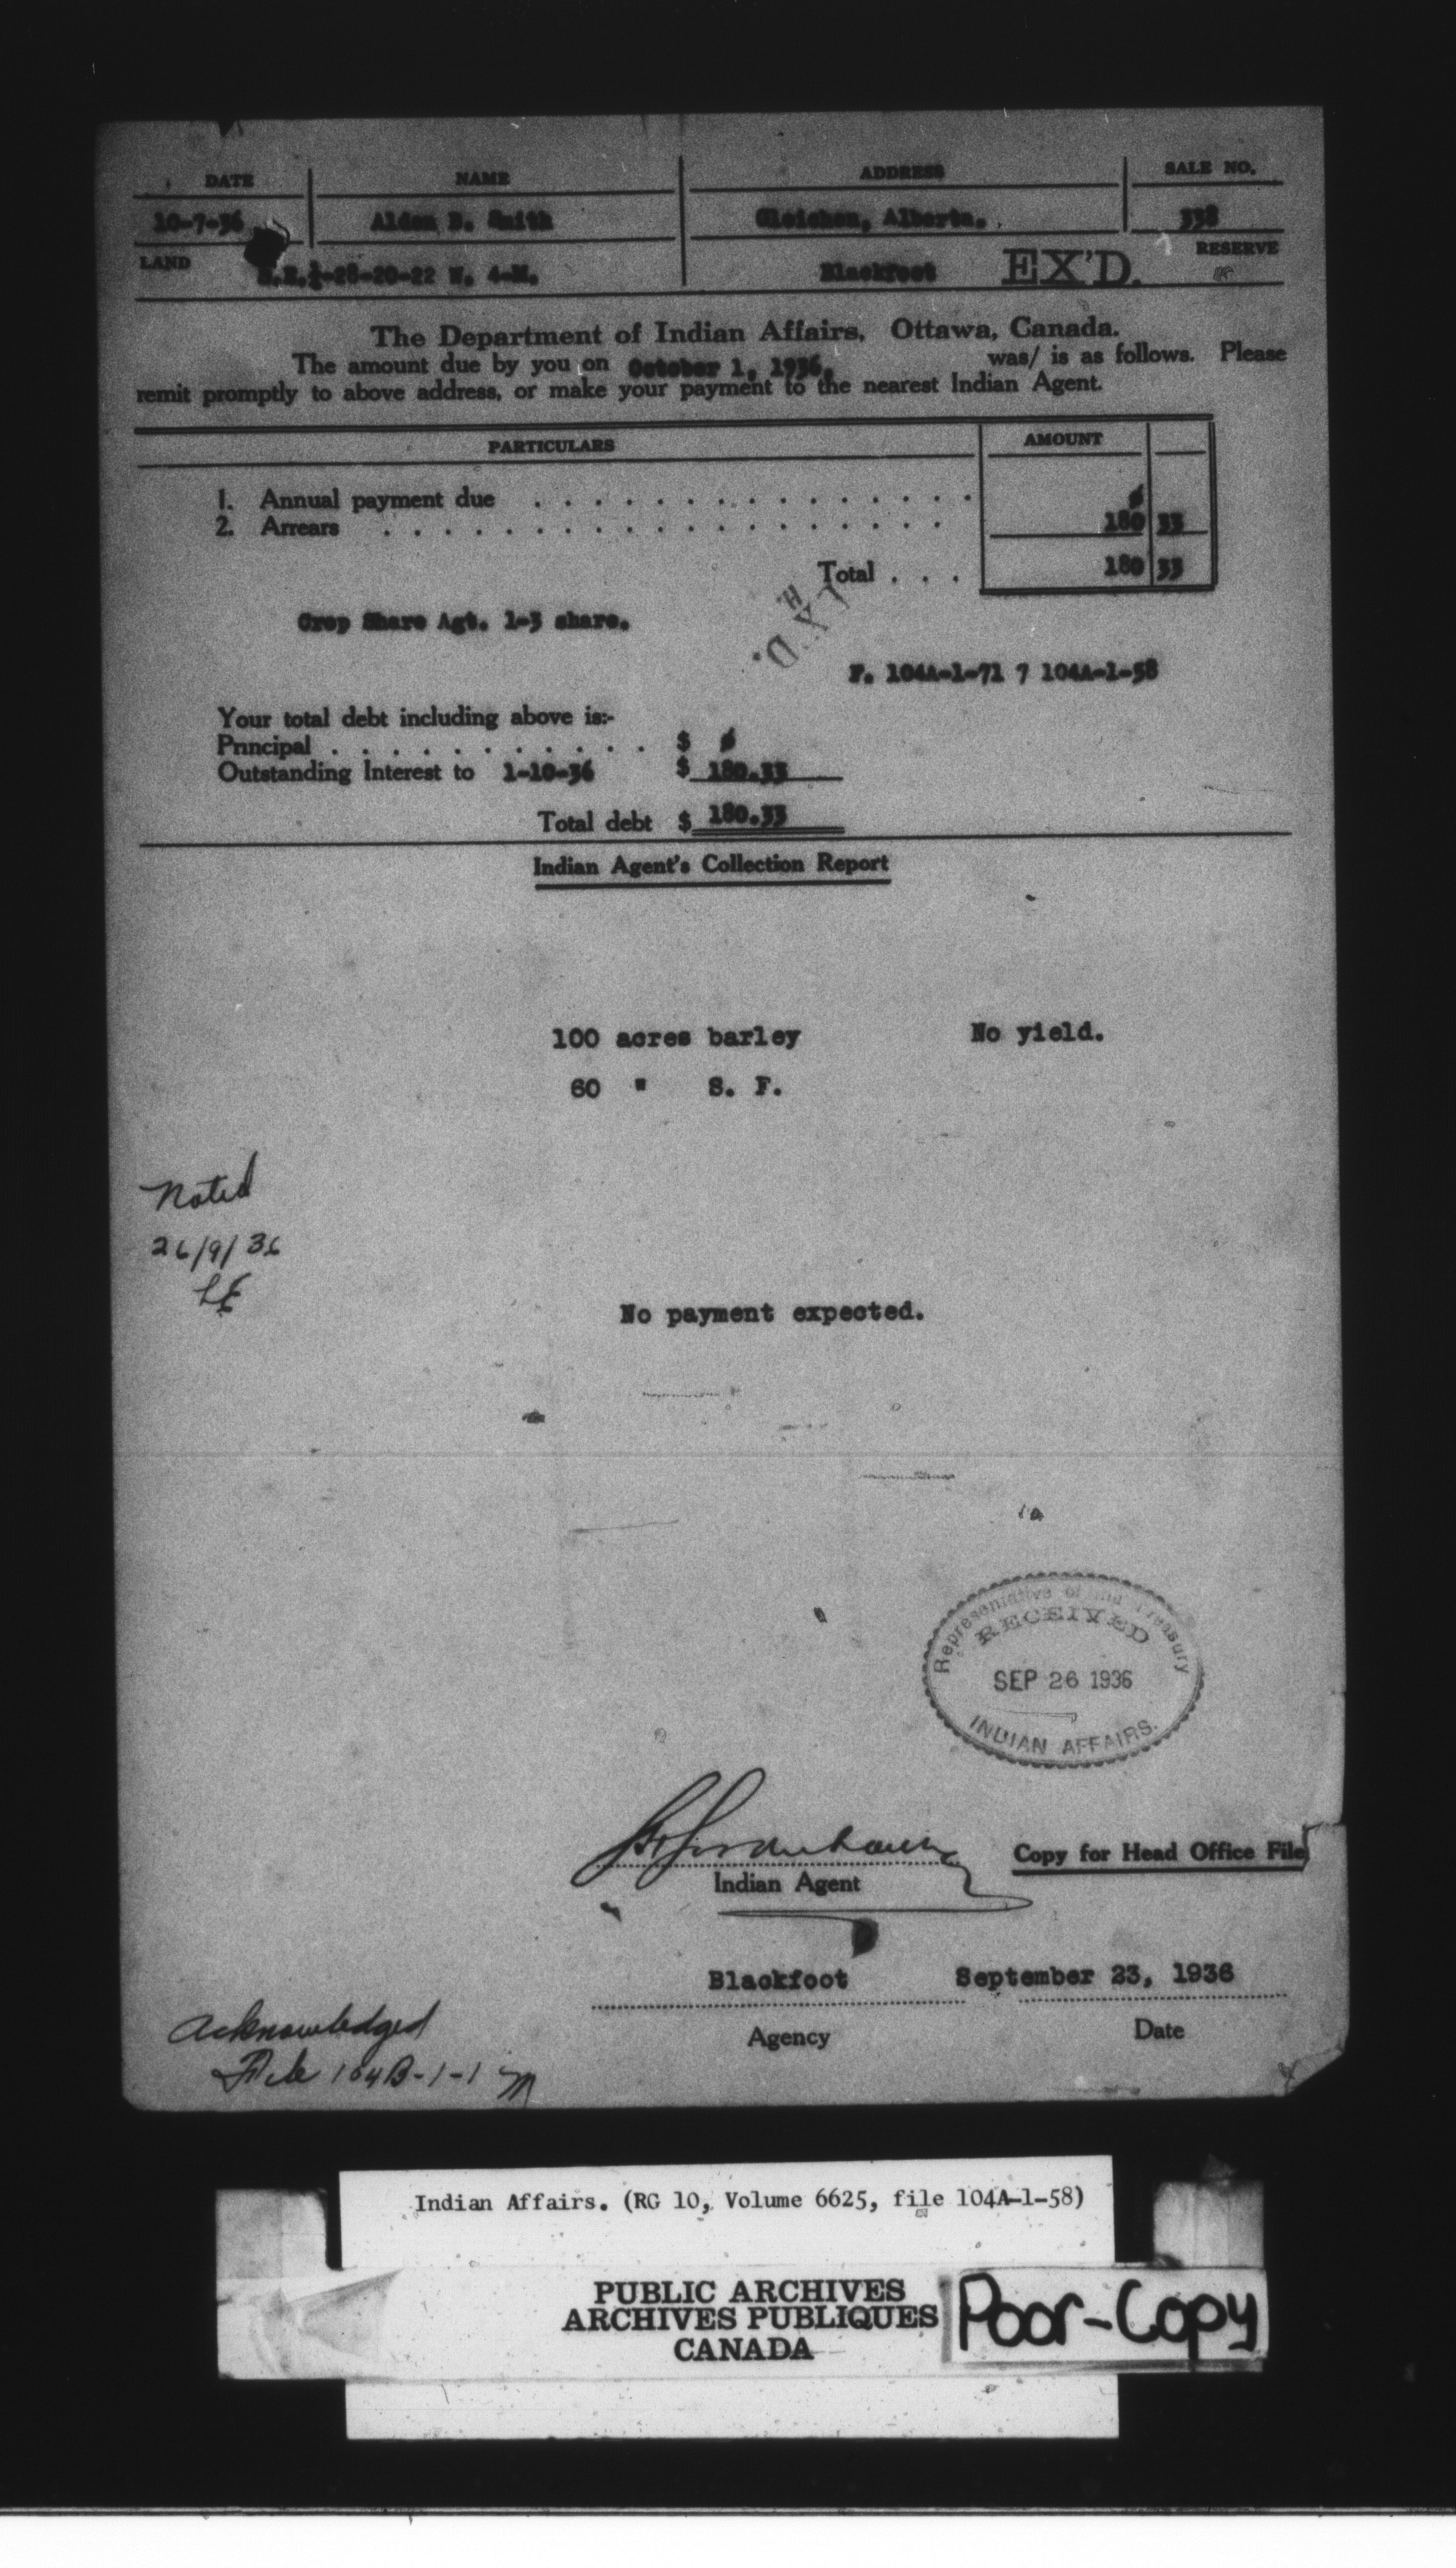 DATE NAME ADDRESS SALE NO.
10-7-36 Alden B. Smith Gleichen, Alberta. 338
LAND ½-28-20-22 W. 4-M. Blackfoot EX'D. RESERVE
The Department of Indian Affairs, Ottawa, Canada.
The amount due by you on October 1, 1936. was/ is as follows. Please
remit promptly to above address, or make your payment to the nearest Indian Agent.
PARTICULARS AMOUNT
1. Annual payment due . . . . . . . . . . . . . . .
2. Arrears . . . . . . . . . . . . . . . . . . 180 33
Total . . . 180 33
Crop Share Agt. 1-3 share.
F. 104A-1-71 7 104A-1-58
Your total debt including above is:-
Principal . . . . . . . . . . . $
Outstanding Interest to 1-10-36 $ 180.33
Total debt $ 180.33
Indian Agent's Collection Report
100 acres barley No yield.
60 " S. F.
Noted
26/9/36
No payment expected.
Representative of the Treasury
RECEIVED
SEP 26 1936
INDIAN AFFAIRS.
Copy for Head Office File
Indian Agent
Blackfoot September 23, 1936
Agency Date
Acknowledged
File 104B-1-1 M
Indian Affairs. (RG 10, Volume 6625, file 104A-1-58)
PUBLIC ARCHIVES
ARCHIVES PUBLIQUES
CANADA
Poor-Copy